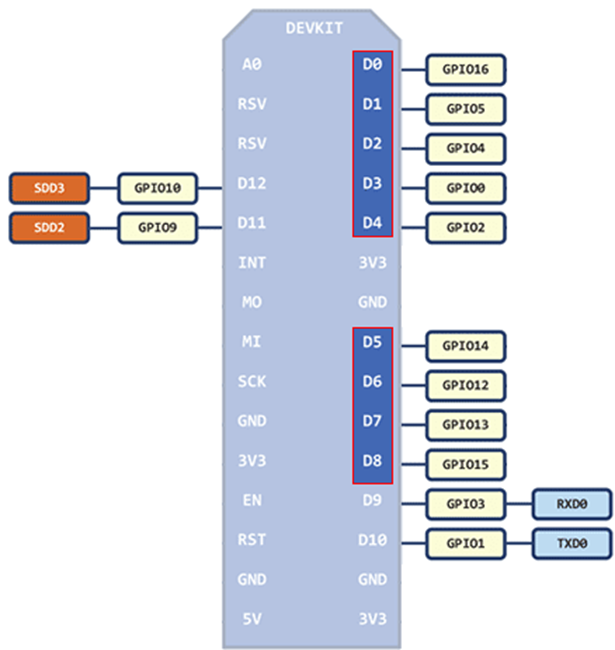 DEVKIT
A0 D0 GPIO16
RSV D1 GPIO5
RSV D2 GPIO4
SDD3 GPIO10 D12 D3 GPIO0
SDD2 GPIO9 D11 D4 GPIO2
INT 3V3
MO GND
MI D5 GPIO14
SCK D6 GPIO12
GND D7 GPIO13
3V3 D8 GPIO15
EN D9 GPIO3 RXD0
RST D10 GPIO1 TXD0
GND GND
5V 3V3